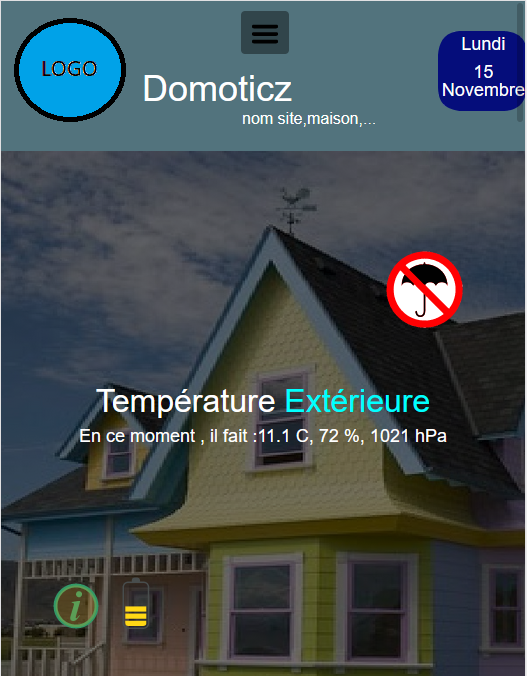 LOGO
Lundi
15
Novembre
Domoticz
nom site,maison,...
Température Extérieure
En ce moment , il fait :11.1 C, 72 %, 1021 hPa
i